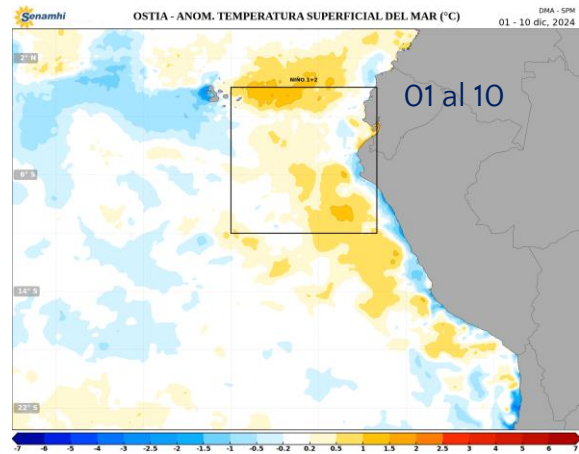 Senamhi
OSTIA - ANOM. TEMPERATURA SUPERFICIAL DEL MAR (°C)
DMA - SPM
01 - 10 dic, 2024
2° N
NIÑO 1+2
01 al 10
6° S
14° S
22° S
-7 -6 -5 -4 -3 -2.5 -2 -1.5 -1 -0.5 -0.2 0.2 0.5 1 1.5 2 2.5 3 4 5 6 7